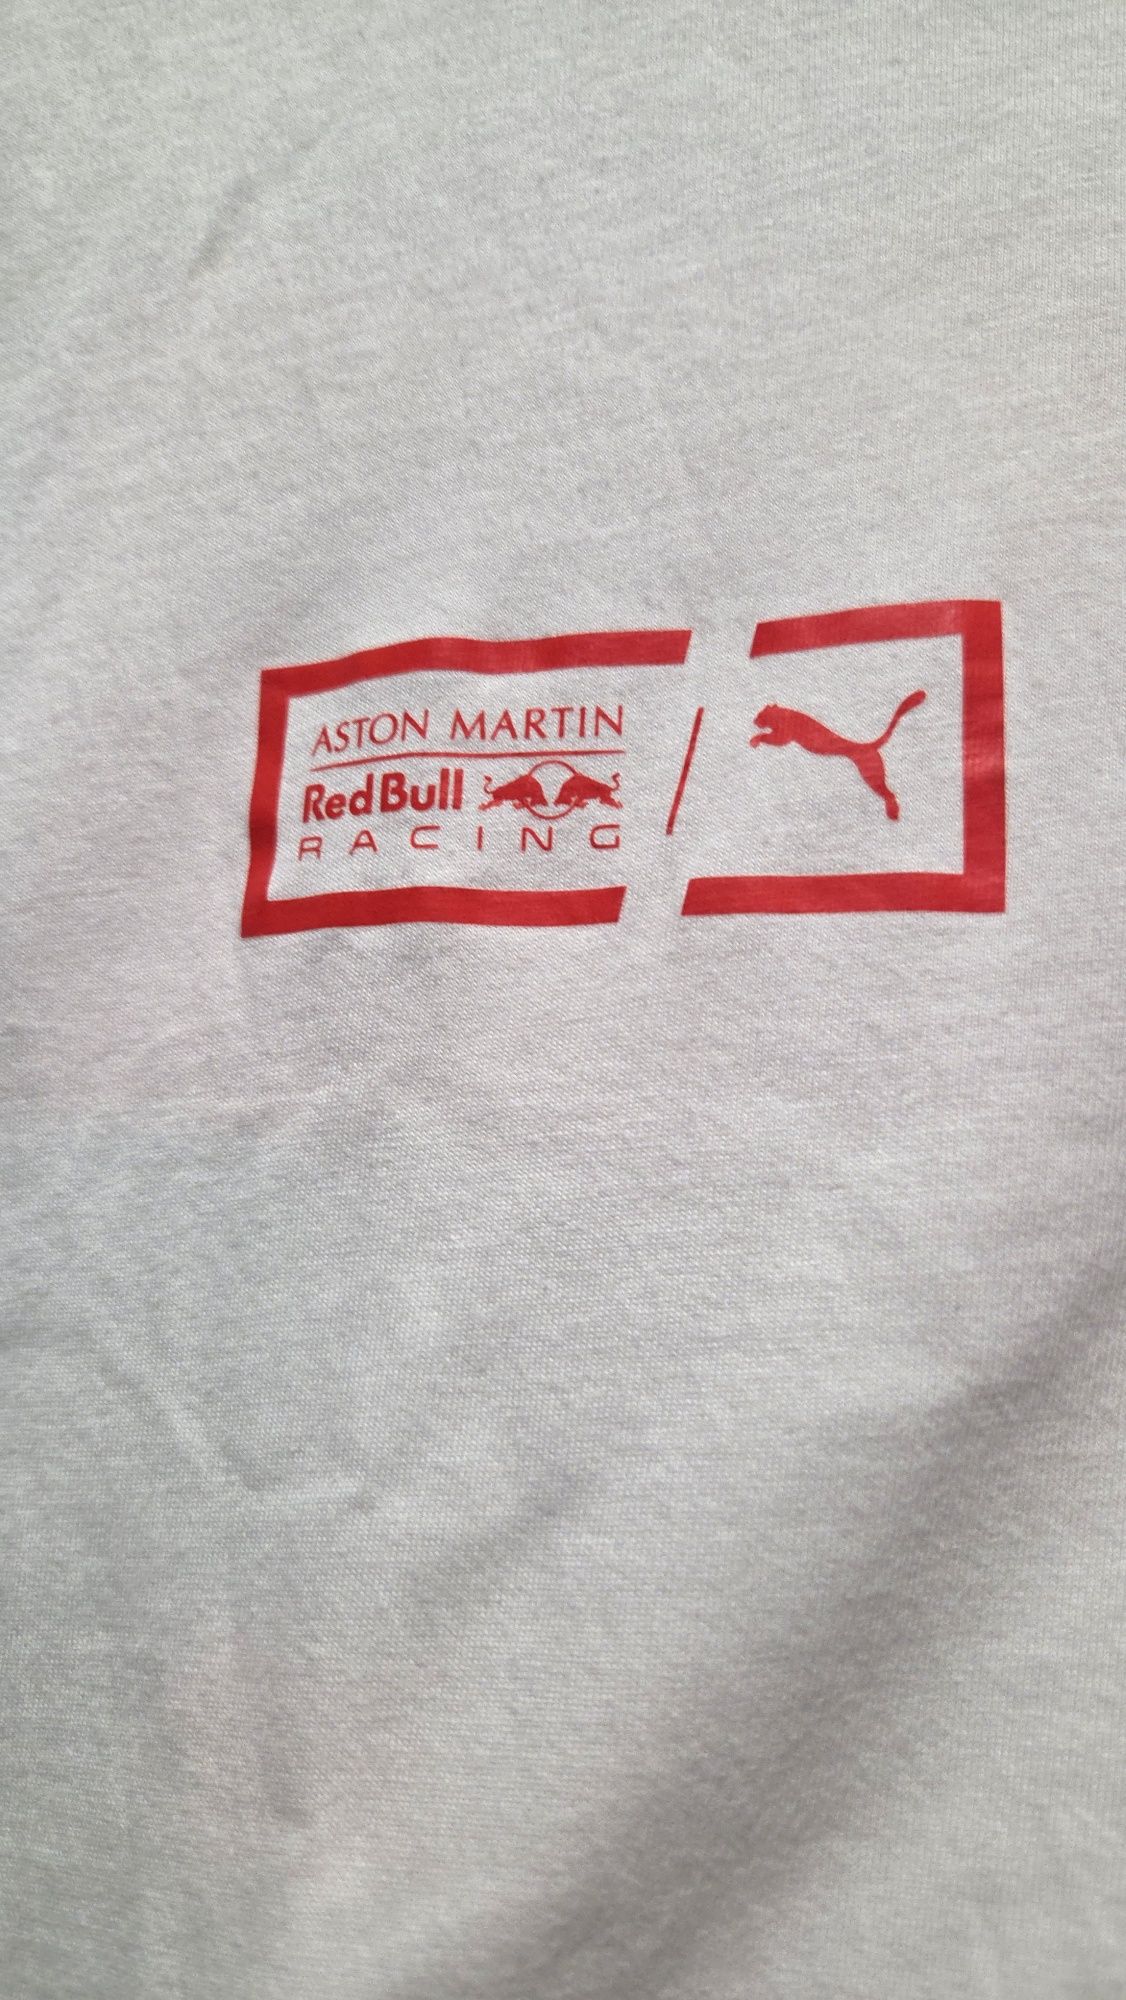 ASTON MARTIN
Red Bull
RACING